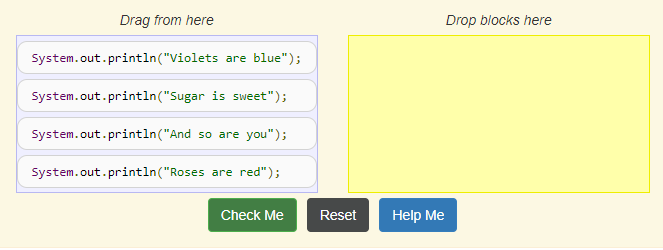 Drag from here
Drop blocks here
System.out.println("Violets are blue");
System.out.println("Sugar is sweet");
System.out.println("And so are you");
System.out.println("Roses are red");
Check Me
Reset
Help Me